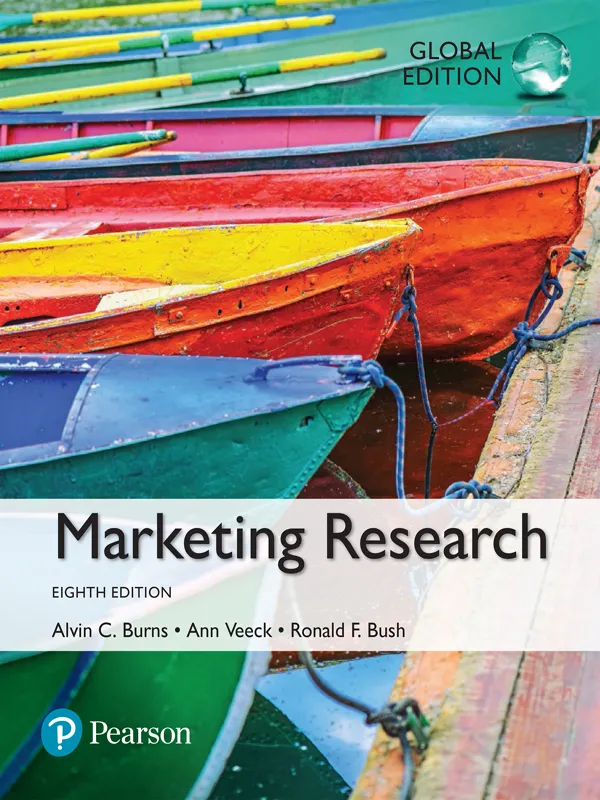 GLOBAL
EDITION
Marketing Research
EIGHTH EDITION
Alvin C. Burns • Ann Veeck • Ronald F. Bush
Pearson